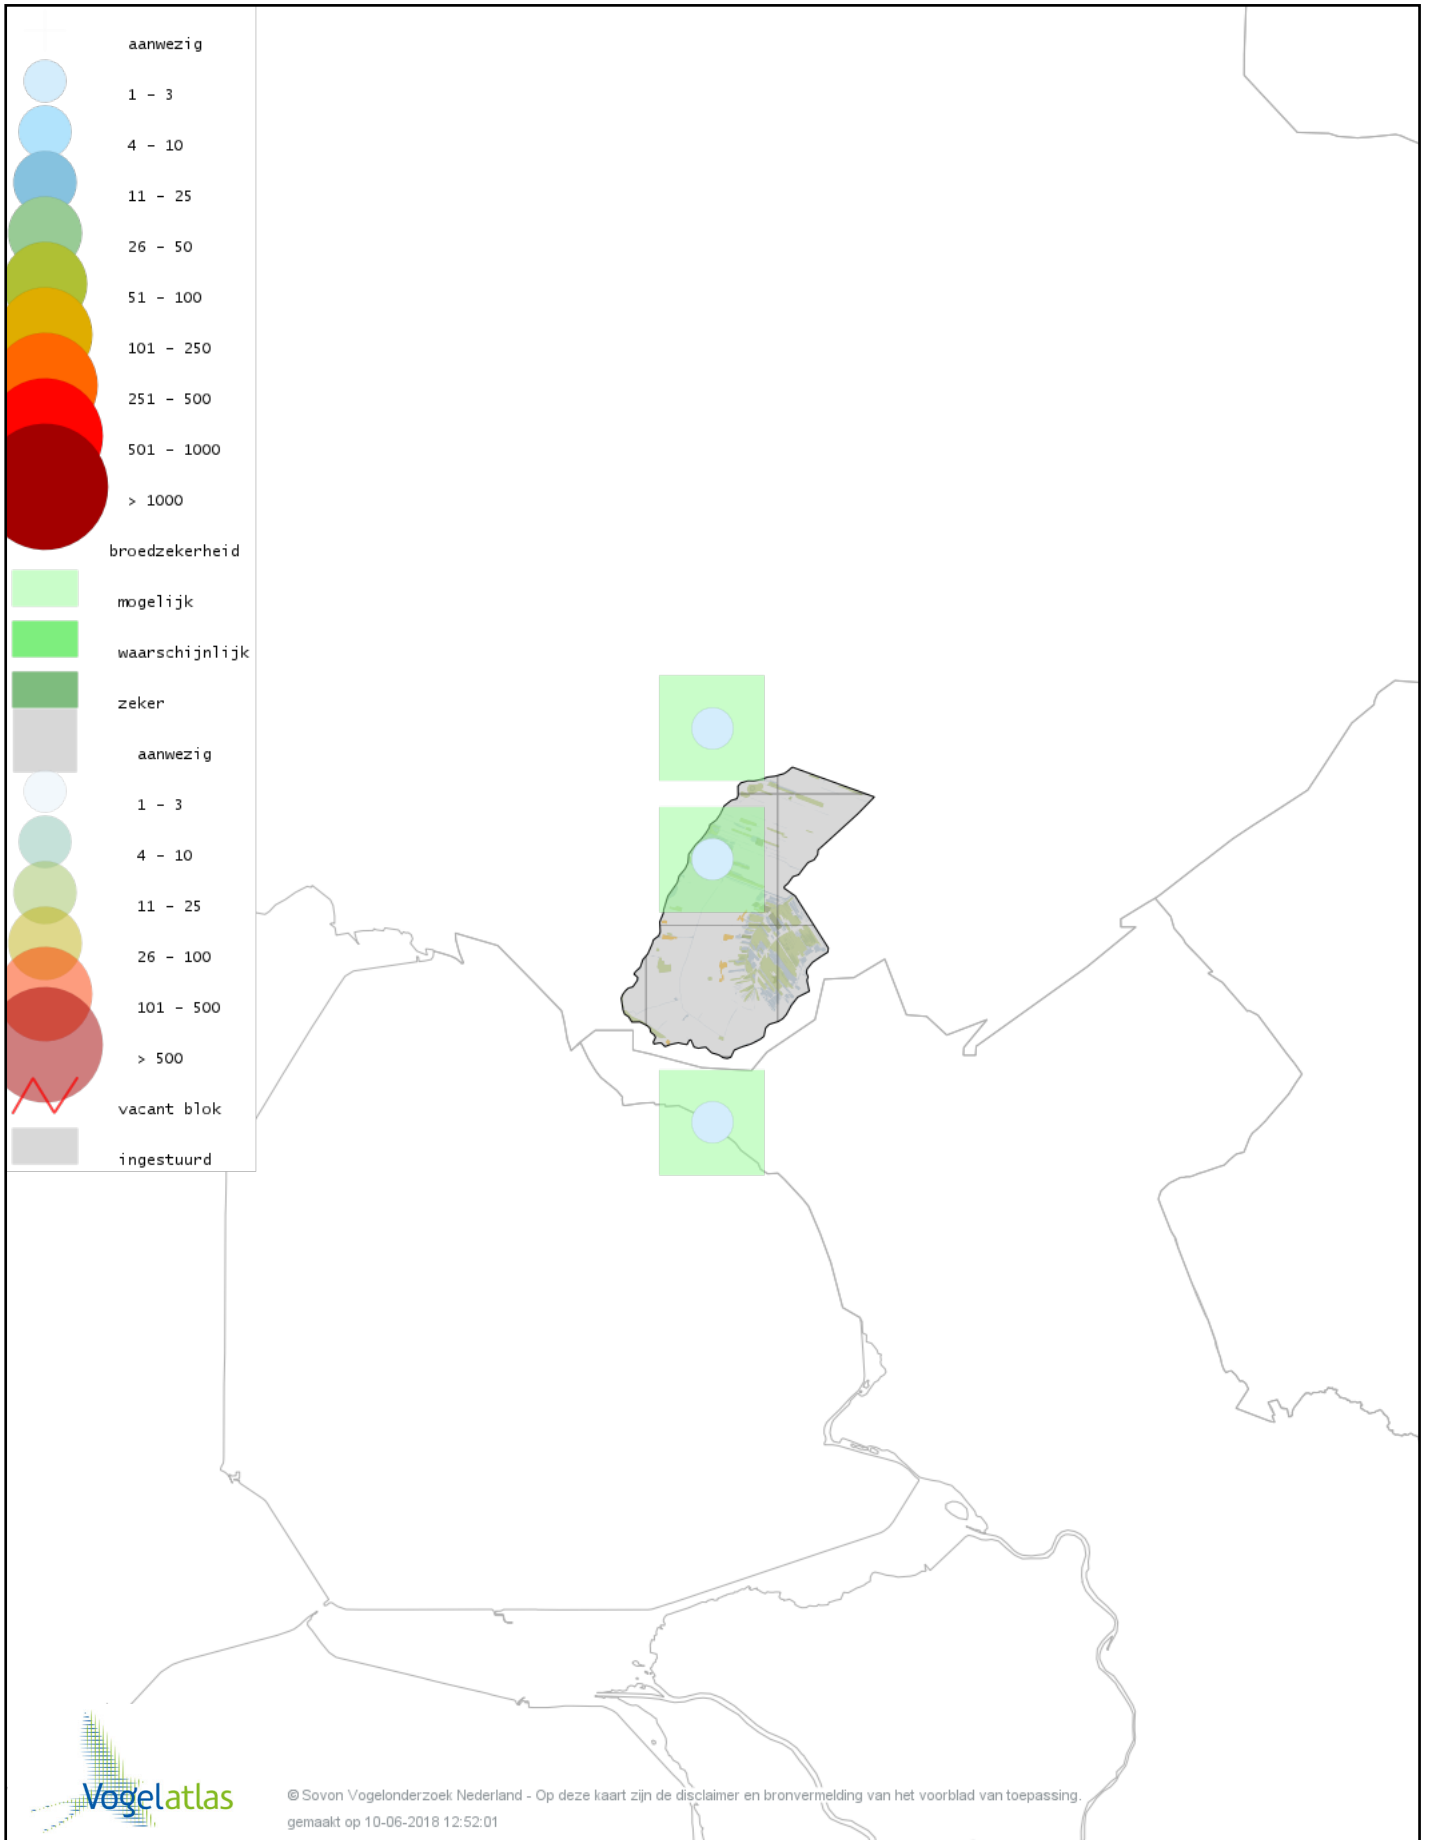 aanwezig
1 - 3
4 - 10
11 - 25
26 - 50
51 - 100
101 - 250
251 - 500
501 - 1000
> 1000
broedzekerheid
mogelijk
waarschijnlijk
zeker
aanwezig
1 - 3
4 - 10
11 - 25
26 - 100
101 - 500
> 500
vacant blok
ingestuurd
Vogelatlas
© Sovon Vogelonderzoek Nederland - Op deze kaart zijn de disclaimer en bronvermelding van het voorblad van toepassing.
gemaakt op 10-06-2018 12:52:01